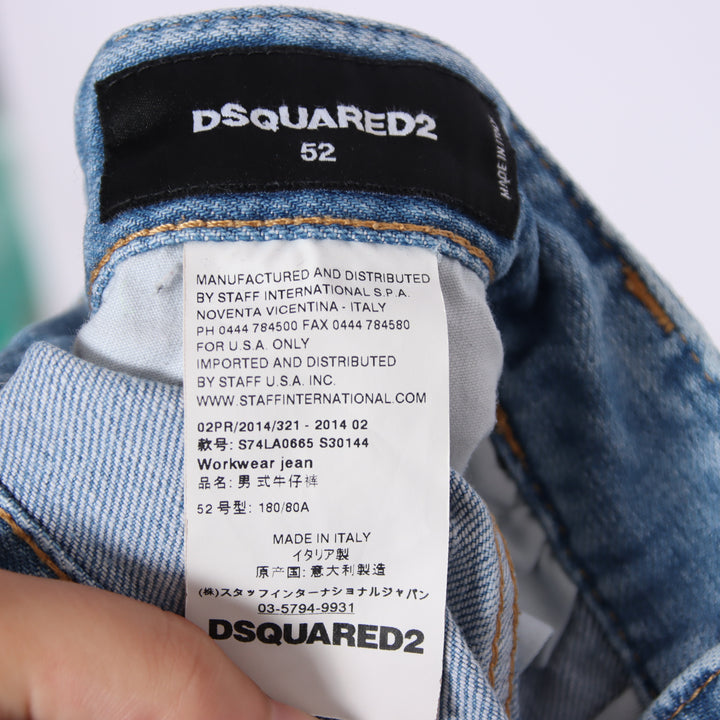 DSQUARED2
52
MADE IN ITALY
MANUFACTURED AND DISTRIBUTED
BY STAFF INTERNATIONAL S.P.A.
NOVENTA VICENTINA - ITALY
PH 0444 784500 FAX 0444 784580
FOR U.S.A. ONLY
IMPORTED AND DISTRIBUTED
BY STAFF U.S.A. INC.
WWW.STAFFINTERNATIONAL.COM
02PR/2014/321 - 2014 02
款号: S74LA0665 S30144
Workwear jean
品名: 男式牛仔裤
52 号型: 180/80A
MADE IN ITALY
イタリア製
原产国: 意大利製造
(株)スタッフインターナショナルジャパン
03-5794-9931
DSQUARED2